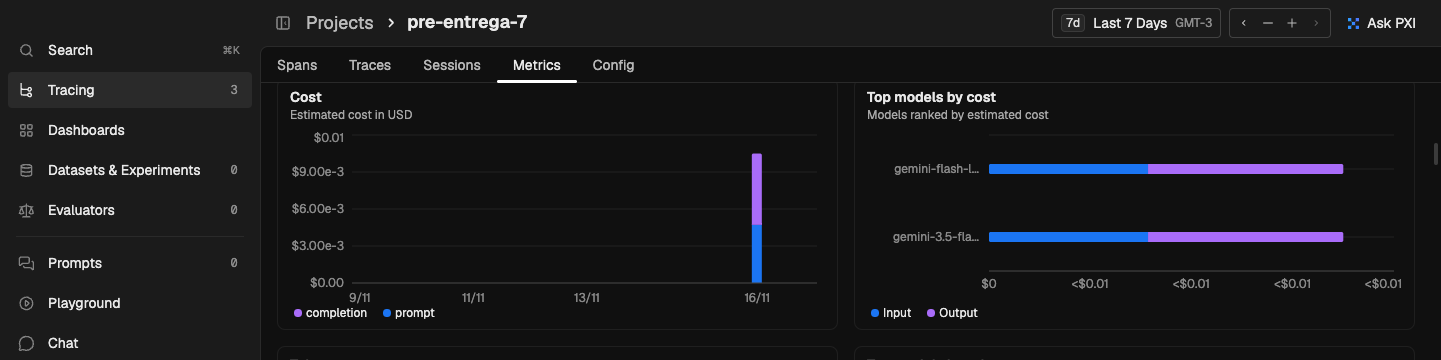 Projects > pre-entrega-7
7d Last 7 Days GMT-3
Ask PXI
Search ⌘K
Tracing 3
Dashboards
Datasets & Experiments 0
Evaluators 0
Prompts 0
Playground
Chat
Spans Traces Sessions Metrics Config
Cost
Estimated cost in USD
$0.01
$9.00e-3
$6.00e-3
$3.00e-3
$0.00
9/11 11/11 13/11 16/11
completion prompt
Top models by cost
Models ranked by estimated cost
gemini-flash-l...
gemini-3.5-fla...
$0 <$0.01 <$0.01 <$0.01 <$0.01
Input Output